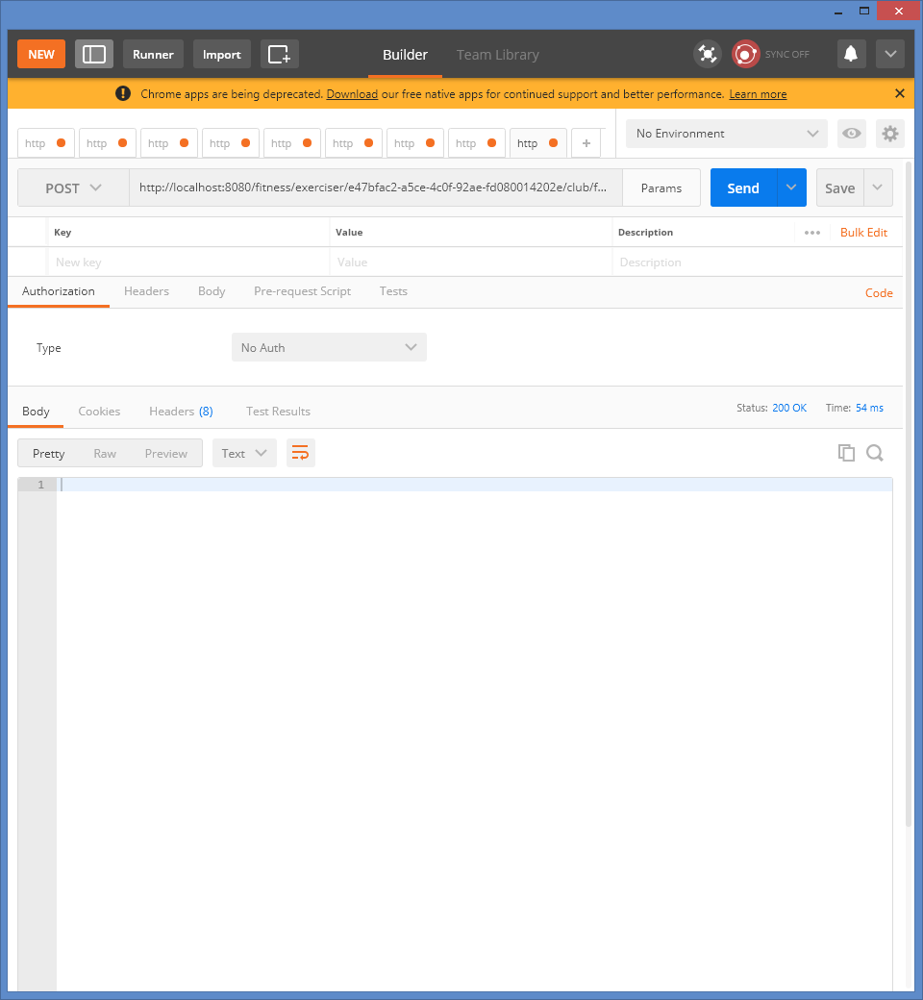 NEW Runner Import Builder Team Library SYNC OFF
Chrome apps are being deprecated. Download our free native apps for continued support and better performance. Learn more
http http http http http http http http http + No Environment
POST http://localhost:8080/fitness/exerciser/e47bfac2-a5ce-4c0f-92ae-fd080014202e/club/f... Params Send Save
Key Value Description ••• Bulk Edit
New key Value Description
Authorization Headers Body Pre-request Script Tests Code
Type No Auth
Body Cookies Headers (8) Test Results Status: 200 OK Time: 54 ms
Pretty Raw Preview Text
1